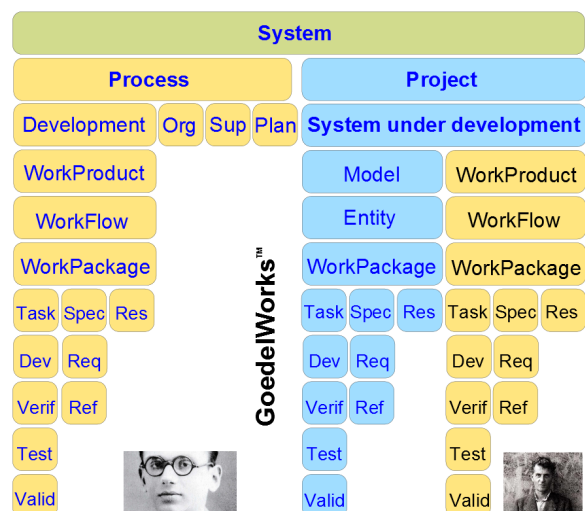 System
Process Project
Development Org Sup Plan System under development
WorkProduct Model WorkProduct
WorkFlow Entity WorkFlow
WorkPackage WorkPackage WorkPackage
GoedelWorks™
Task Spec Res Task Spec Res Task Spec Res
Dev Req Dev Req Dev Req
Verif Ref Verif Ref Verif Ref
Test Test Test
Valid Valid Valid